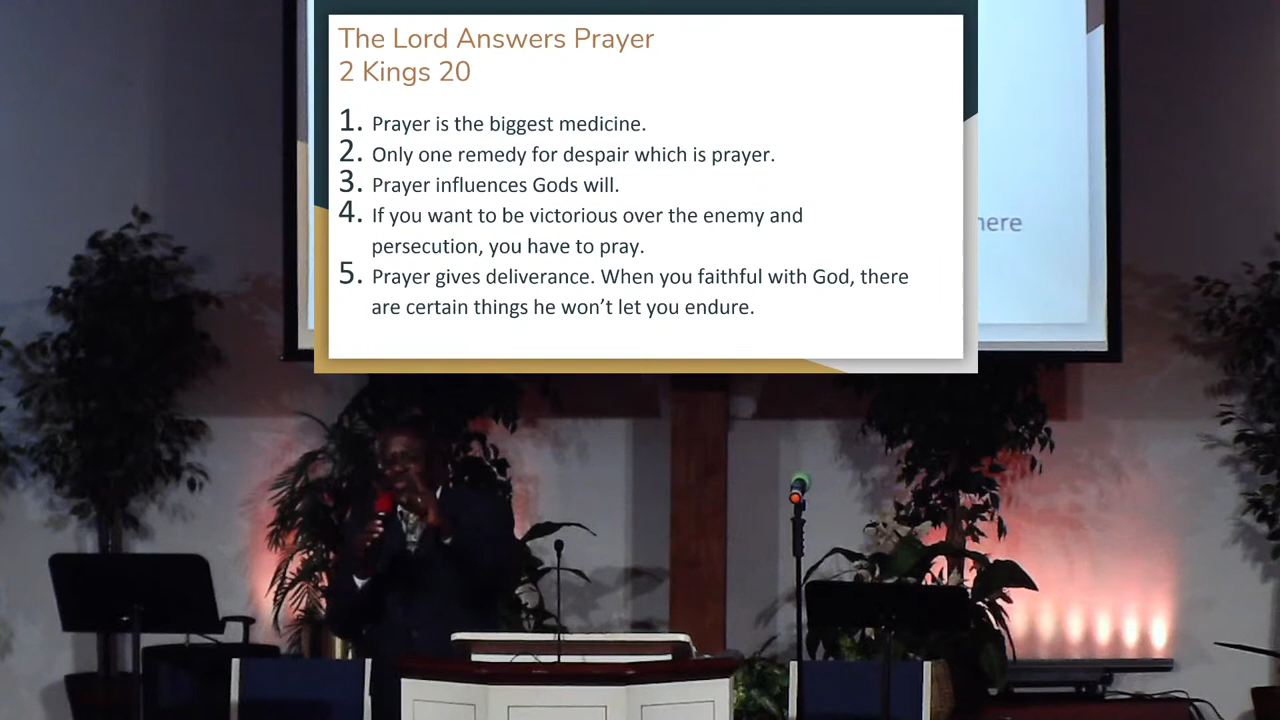 The Lord Answers Prayer
2 Kings 20
1. Prayer is the biggest medicine.
2. Only one remedy for despair which is prayer.
3. Prayer influences Gods will.
4. If you want to be victorious over the enemy and
persecution, you have to pray.
5. Prayer gives deliverance. When you faithful with God, there
are certain things he won’t let you endure.